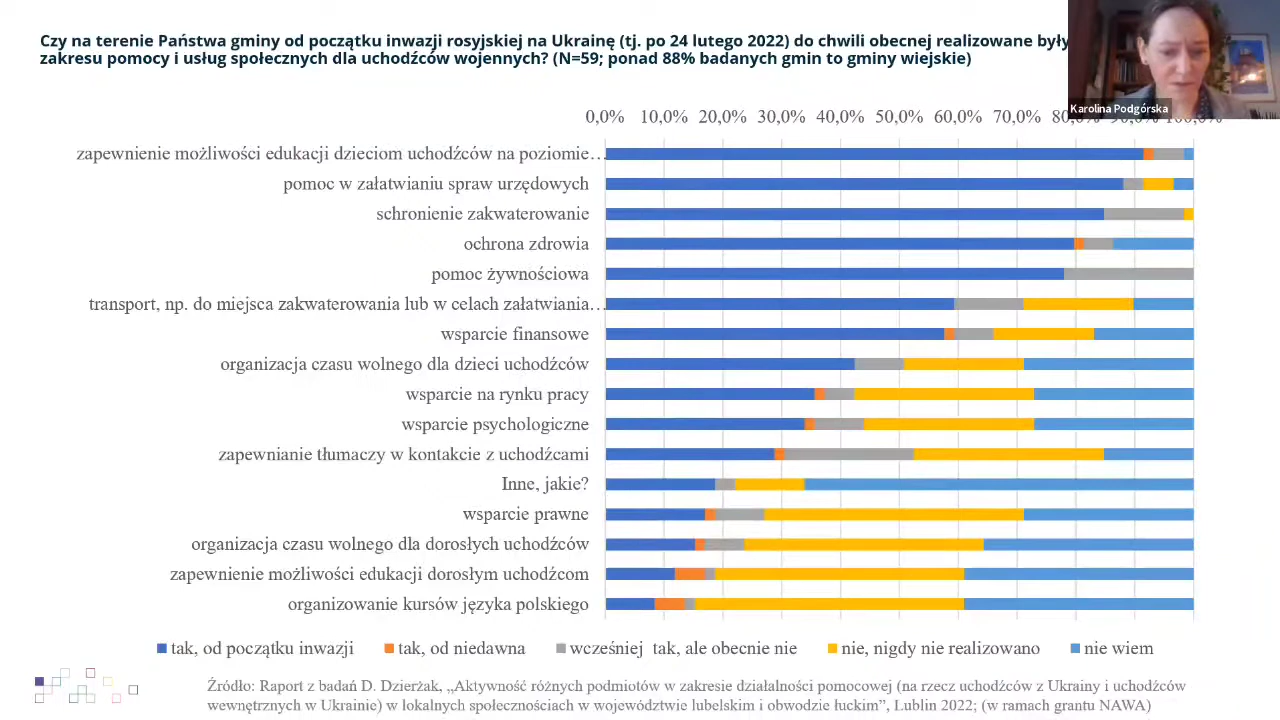 Czy na terenie Państwa gminy od początku inwazji rosyjskiej na Ukrainę (tj. po 24 lutego 2022) do chwili obecnej realizowane były
zakresu pomocy i usług społecznych dla uchodźców wojennych? (N=59; ponad 88% badanych gmin to gminy wiejskie)
Karolina Podgórska
0,0% 10,0% 20,0% 30,0% 40,0% 50,0% 60,0% 70,0% 80,0% 90,0% 100,0%
zapewnienie możliwości edukacji dzieciom uchodźców na poziomie…
pomoc w załatwianiu spraw urzędowych
schronienie zakwaterowanie
ochrona zdrowia
pomoc żywnościowa
transport, np. do miejsca zakwaterowania lub w celach załatwiania…
wsparcie finansowe
organizacja czasu wolnego dla dzieci uchodźców
wsparcie na rynku pracy
wsparcie psychologiczne
zapewnianie tłumaczy w kontakcie z uchodźcami
Inne, jakie?
wsparcie prawne
organizacja czasu wolnego dla dorosłych uchodźców
zapewnienie możliwości edukacji dorosłym uchodźcom
organizowanie kursów języka polskiego
tak, od początku inwazji tak, od niedawna wcześniej tak, ale obecnie nie nie, nigdy nie realizowano nie wiem
Źródło: Raport z badań D. Dzierżak, „Aktywność różnych podmiotów w zakresie działalności pomocowej (na rzecz uchodźców z Ukrainy i uchodźców
wewnętrznych w Ukrainie) w lokalnych społecznościach w województwie lubelskim i obwodzie łuckim”, Lublin 2022; (w ramach grantu NAWA)